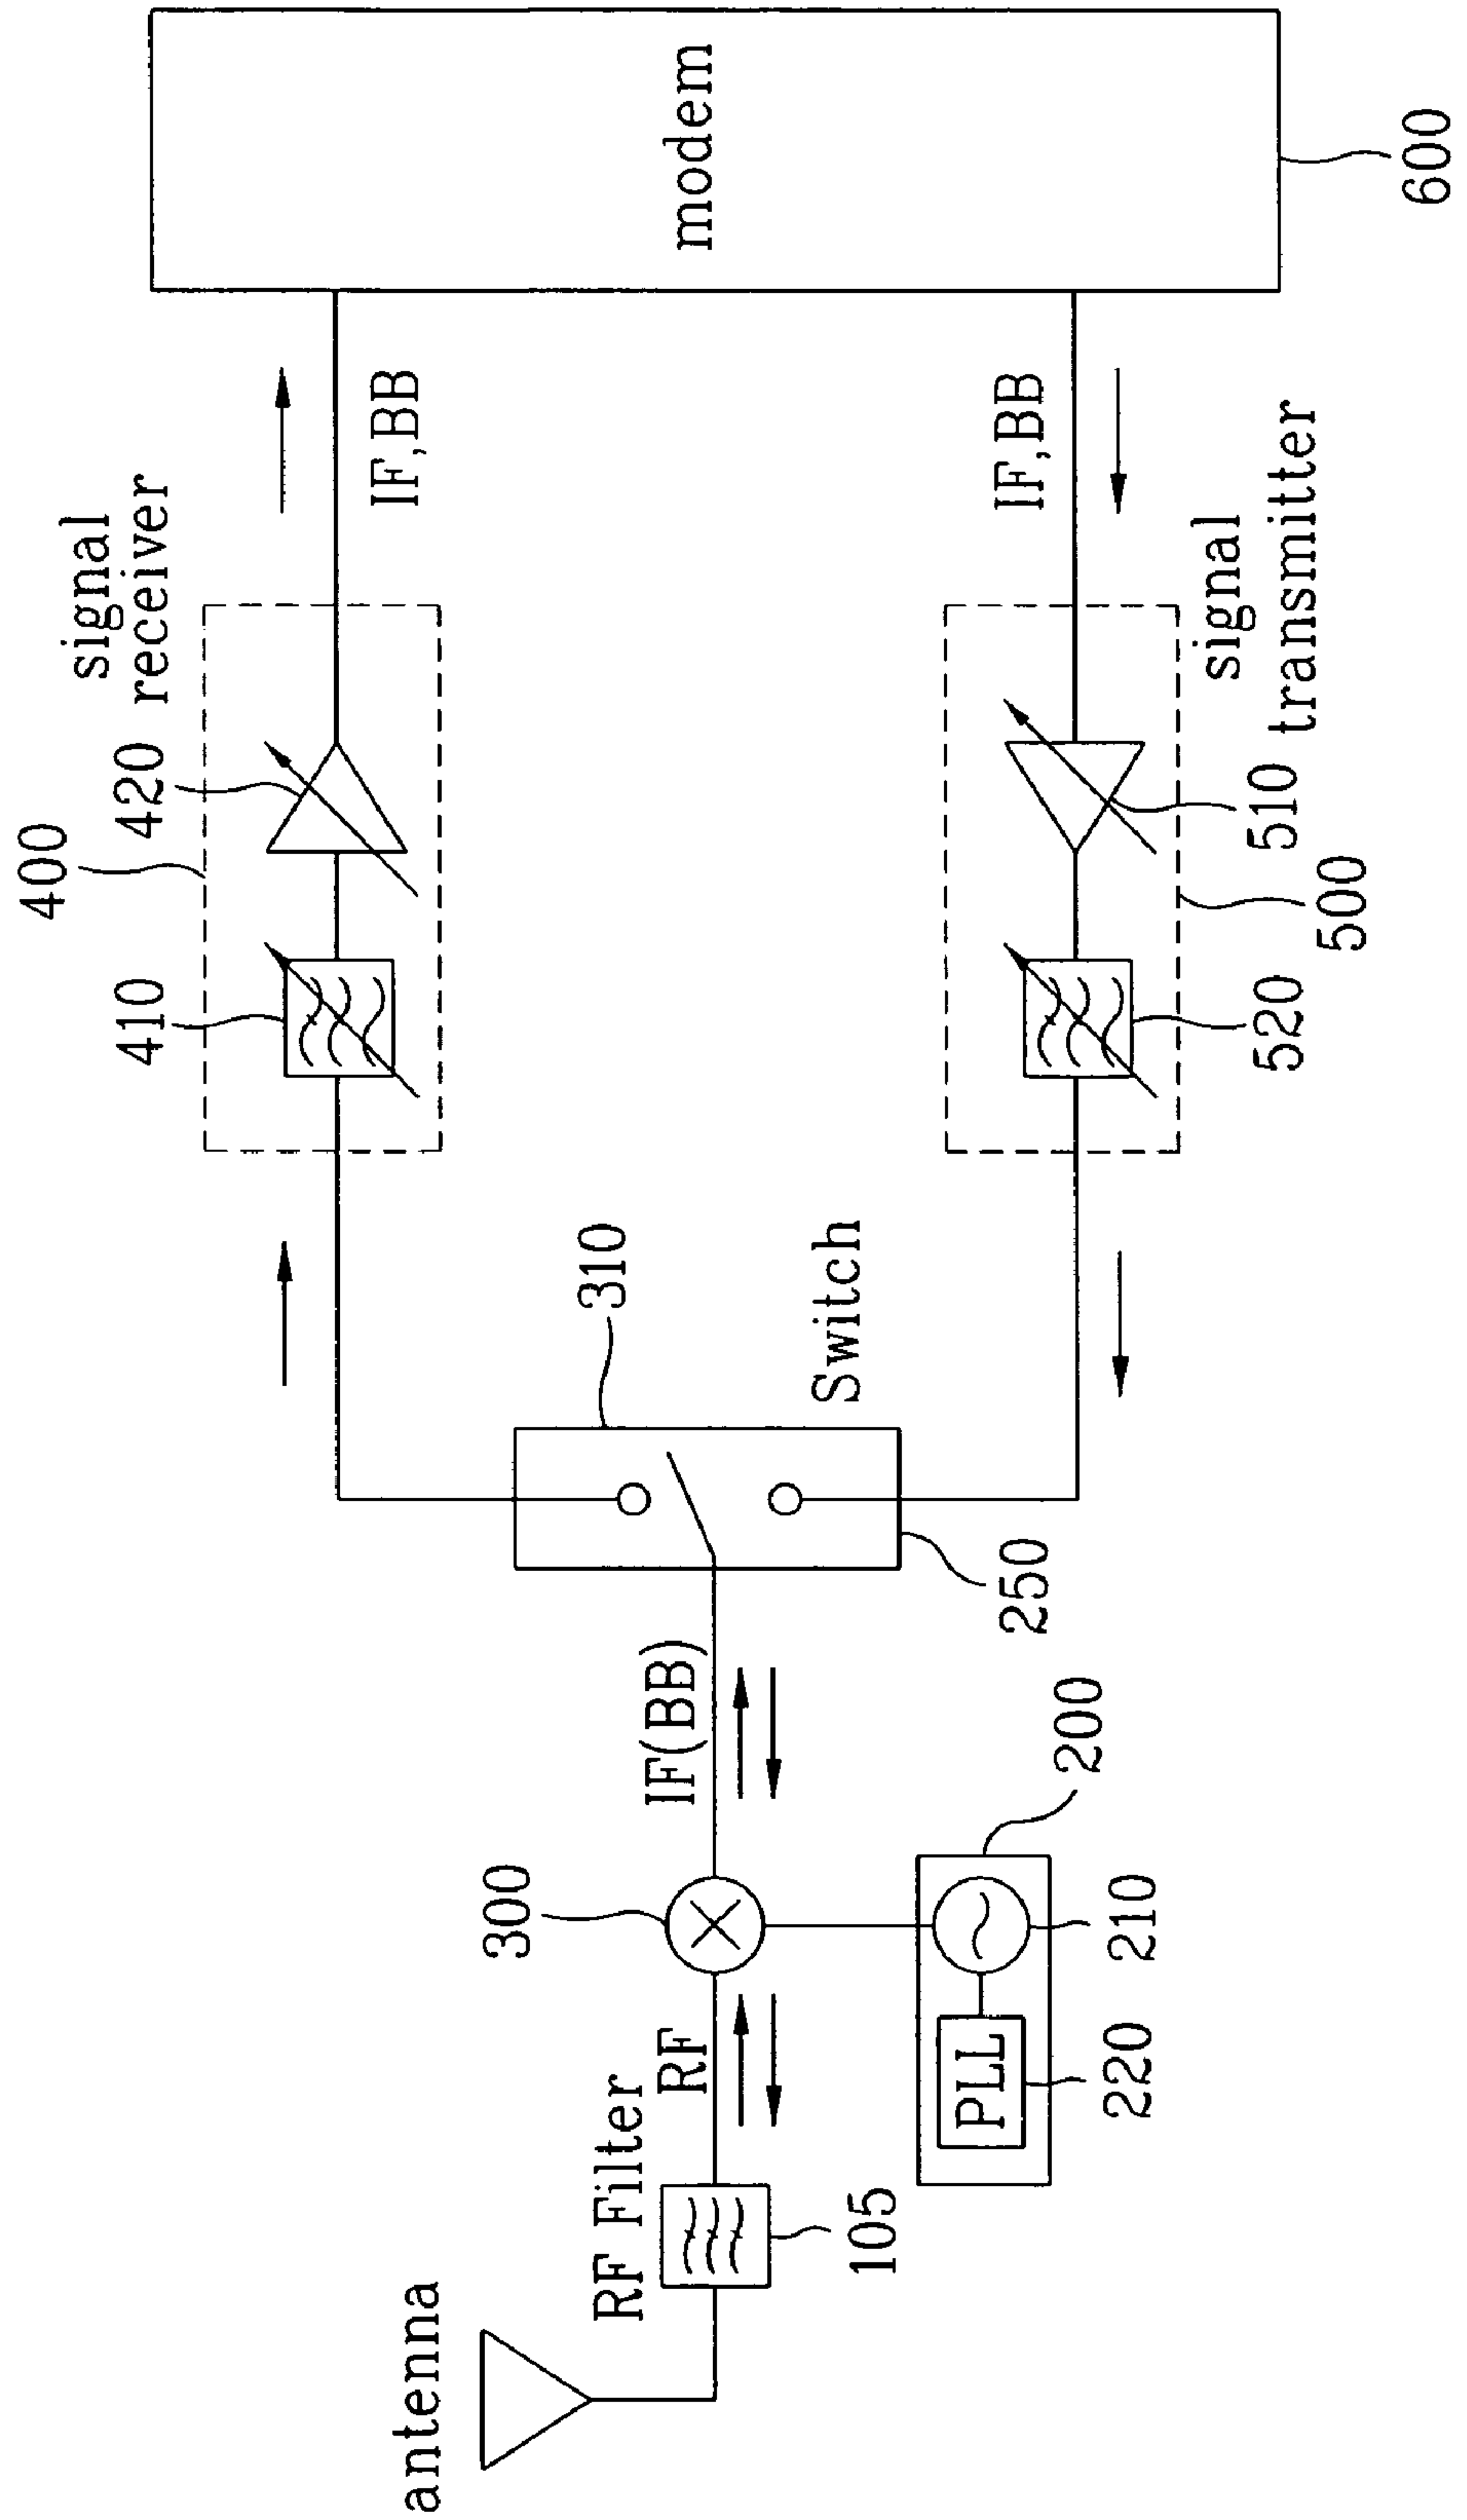 400
410
420
signal
receiver
IF,BB
modem
600
310
Switch
250
antenna
RF Filter
105
RF
300
IF(BB)
PLL
220
210
200
IF,BB
signal
transmitter
510
500
520